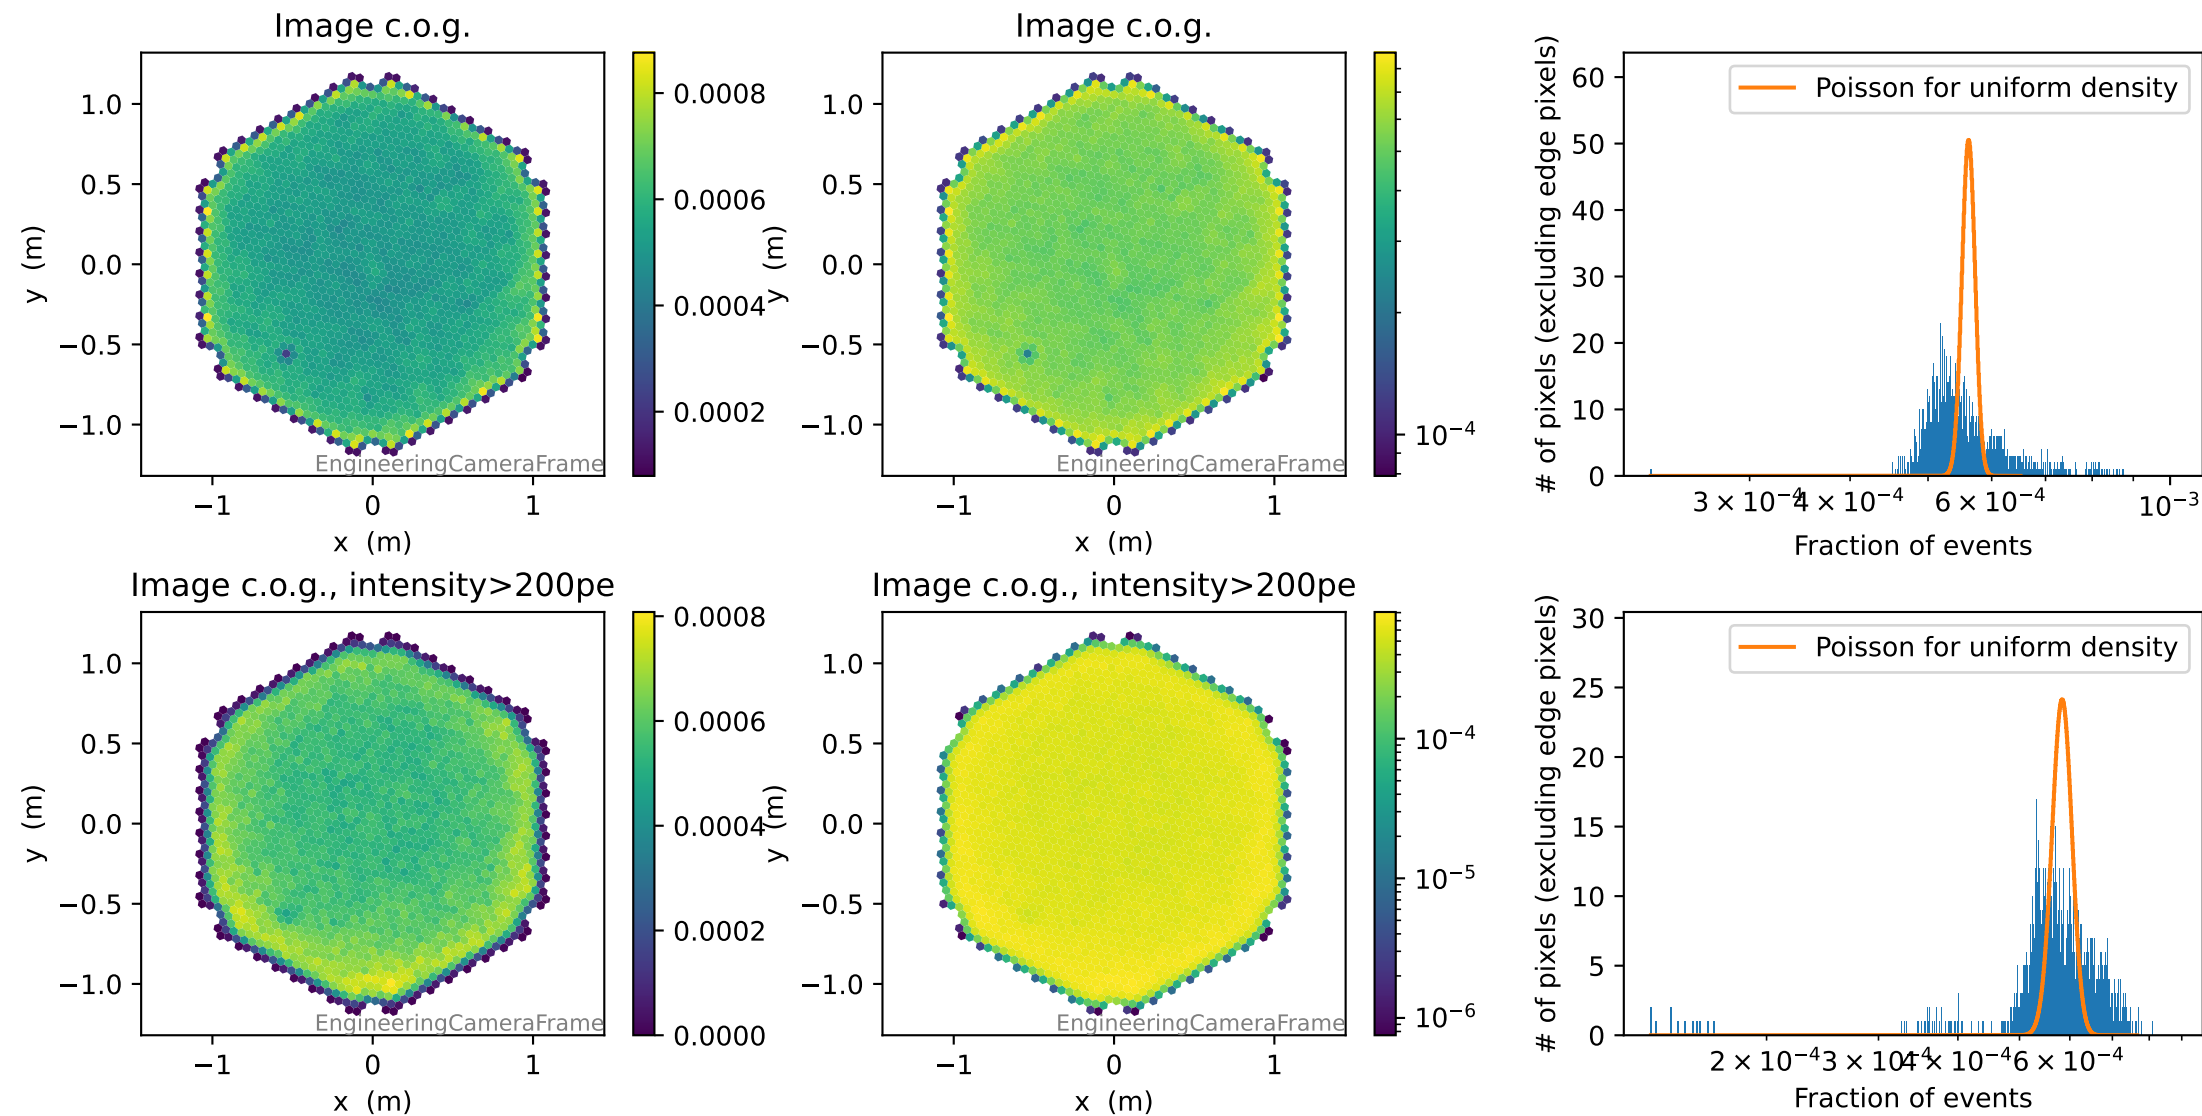 Image c.o.g.
1.0
0.5
0.0
−0.5
−1.0
y (m)
−1
0
1
x (m)
EngineeringCameraFrame
0.0008
0.0006
0.0004
0.0002
Image c.o.g.
1.0
0.5
0.0
−0.5
−1.0
y (m)
−1
0
1
x (m)
EngineeringCameraFrame
10⁻⁴
Poisson for uniform density
60
50
40
30
20
10
0
# of pixels (excluding edge pixels)
3 × 10⁻⁴
4 × 10⁻⁴
6 × 10⁻⁴
10⁻³
Fraction of events
Image c.o.g., intensity>200pe
1.0
0.5
0.0
−0.5
−1.0
y (m)
−1
0
1
x (m)
EngineeringCameraFrame
0.0008
0.0006
0.0004
0.0002
0.0000
Image c.o.g., intensity>200pe
1.0
0.5
0.0
−0.5
−1.0
y (m)
−1
0
1
x (m)
EngineeringCameraFrame
10⁻⁴
10⁻⁵
10⁻⁶
Poisson for uniform density
30
25
20
15
10
5
0
# of pixels (excluding edge pixels)
2 × 10⁻⁴
3 × 10⁻⁴
4 × 10⁻⁴
6 × 10⁻⁴
Fraction of events